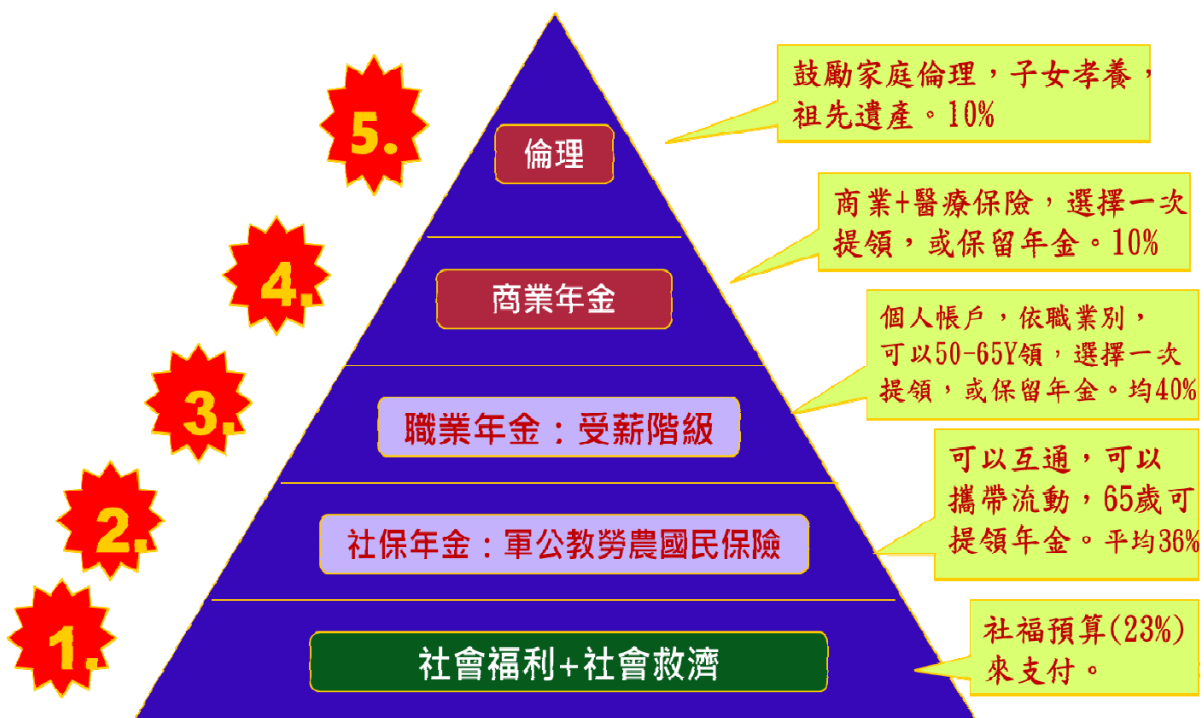 5.
倫理
鼓勵家庭倫理，子女孝養，
祖先遺產。10%
4.
商業年金
商業+醫療保險，選擇一次
提領，或保留年金。10%
3.
職業年金：受薪階級
個人帳戶，依職業別，
可以50-65Y領，選擇一次
提領，或保留年金。均40%
2.
社保年金：軍公教勞農國民保險
可以互通，可以
攜帶流動，65歲可
提領年金。平均36%
1.
社會福利+社會救濟
社福預算(23%)
來支付。